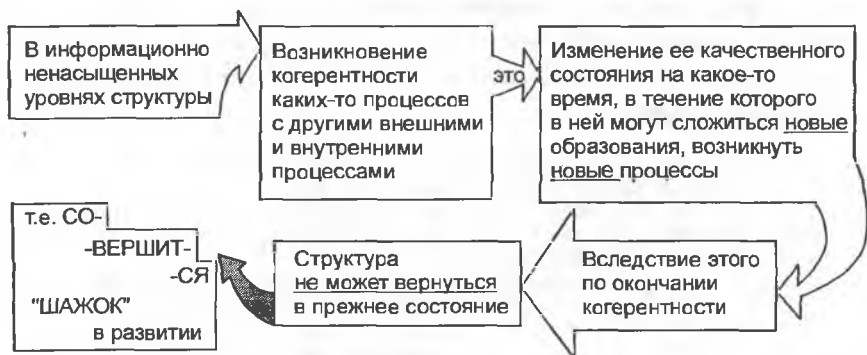 В информационно
ненасыщенных
уровнях структуры
Возникновение
когерентности
каких-то процессов
с другими внешними
и внутренними
процессами
это
Изменение ее качественного
состояния на какое-то
время, в течение которого
в ней могут сложиться новые
образования, возникнуть
новые процессы
Вследствие этого
по окончании
когерентности
Структура
не может вернуться
в прежнее состояние
т.е. СО-
-ВЕРШИТ-
-СЯ
"ШАЖОК"
в развитии